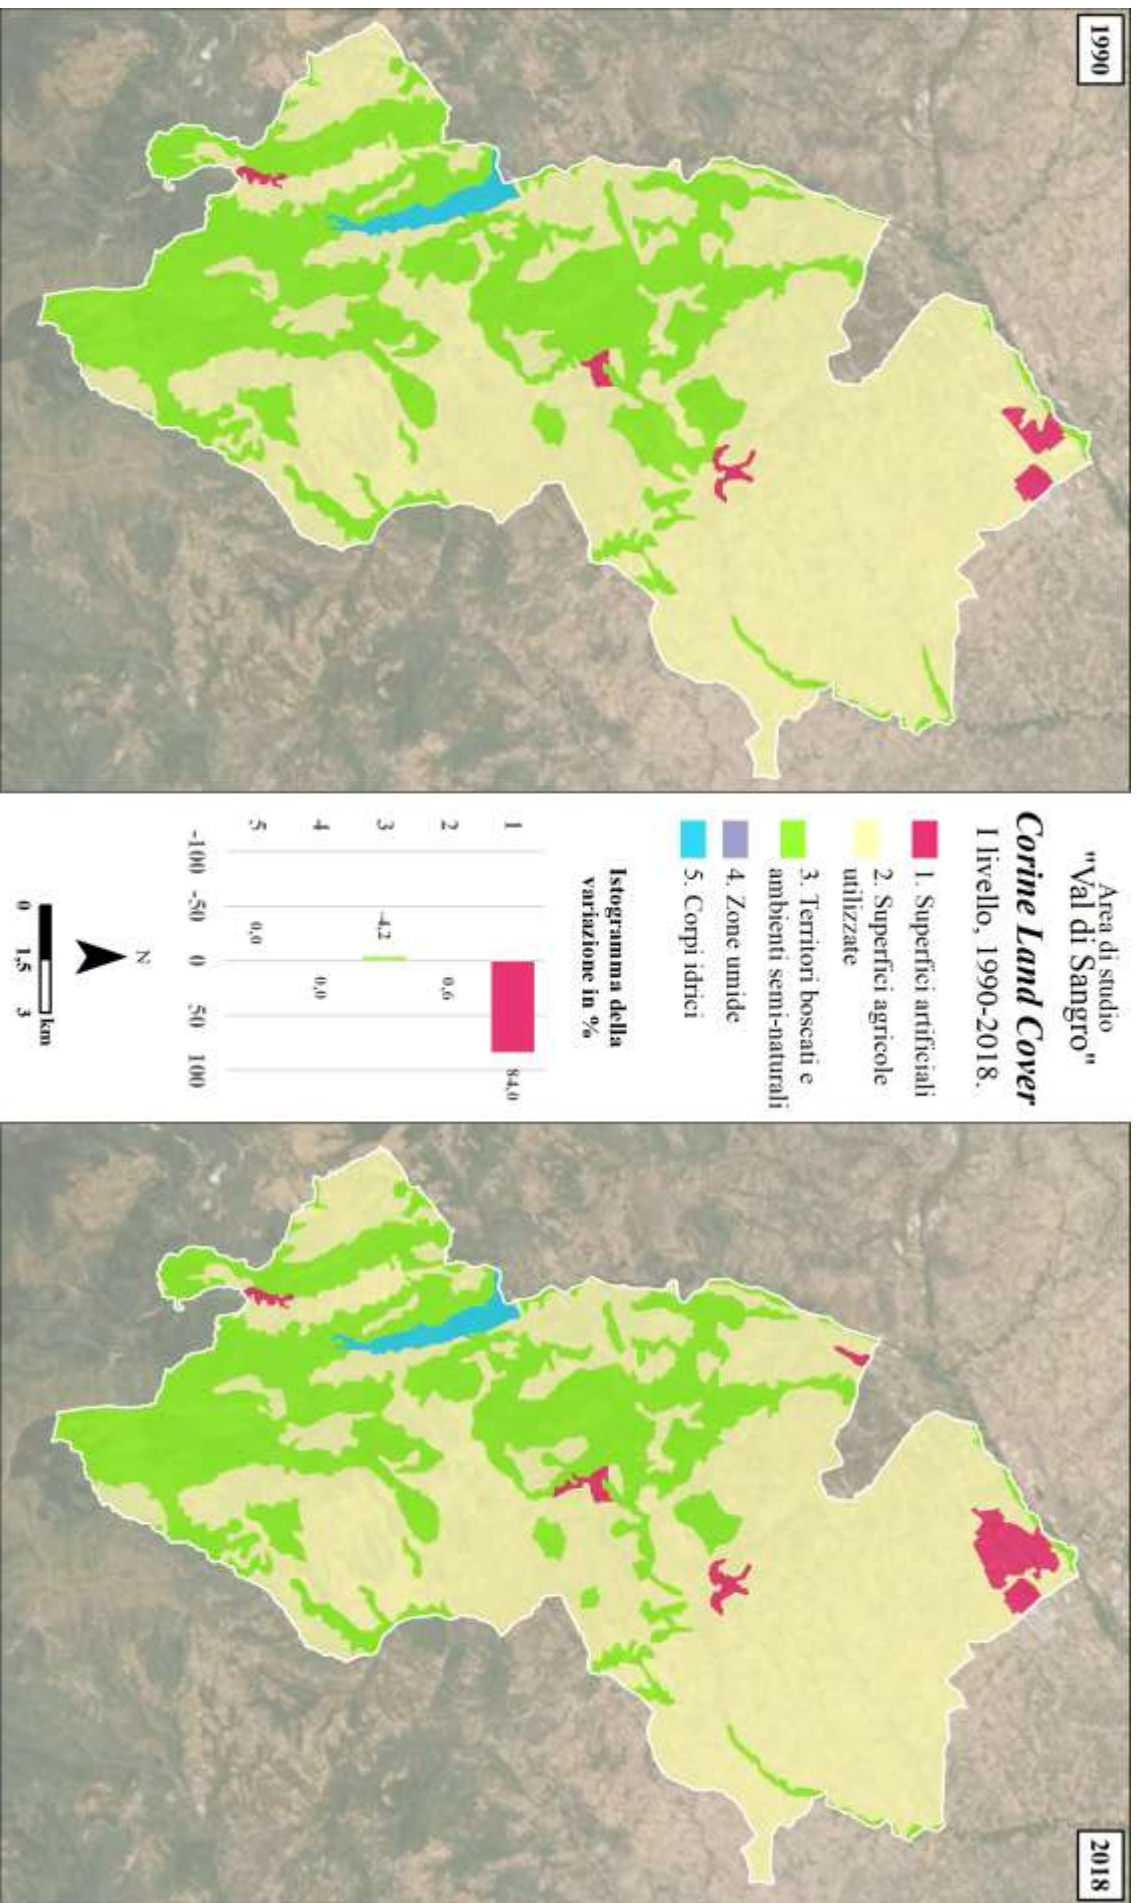 1990
Area di studio
"Val di Sangro"
Corine Land Cover
I livello, 1990-2018.
1. Superfici artificiali
2. Superfici agricole
utilizzate
3. Territori boscati e
ambienti semi-naturali
4. Zone umide
5. Corpi idrici
Istogramma della
variazione in %
1
84,0
2
0,6
3
-4,2
4
0,0
5
0,0
-100
-50
0
50
100
N
0
1,5
3
km
2018